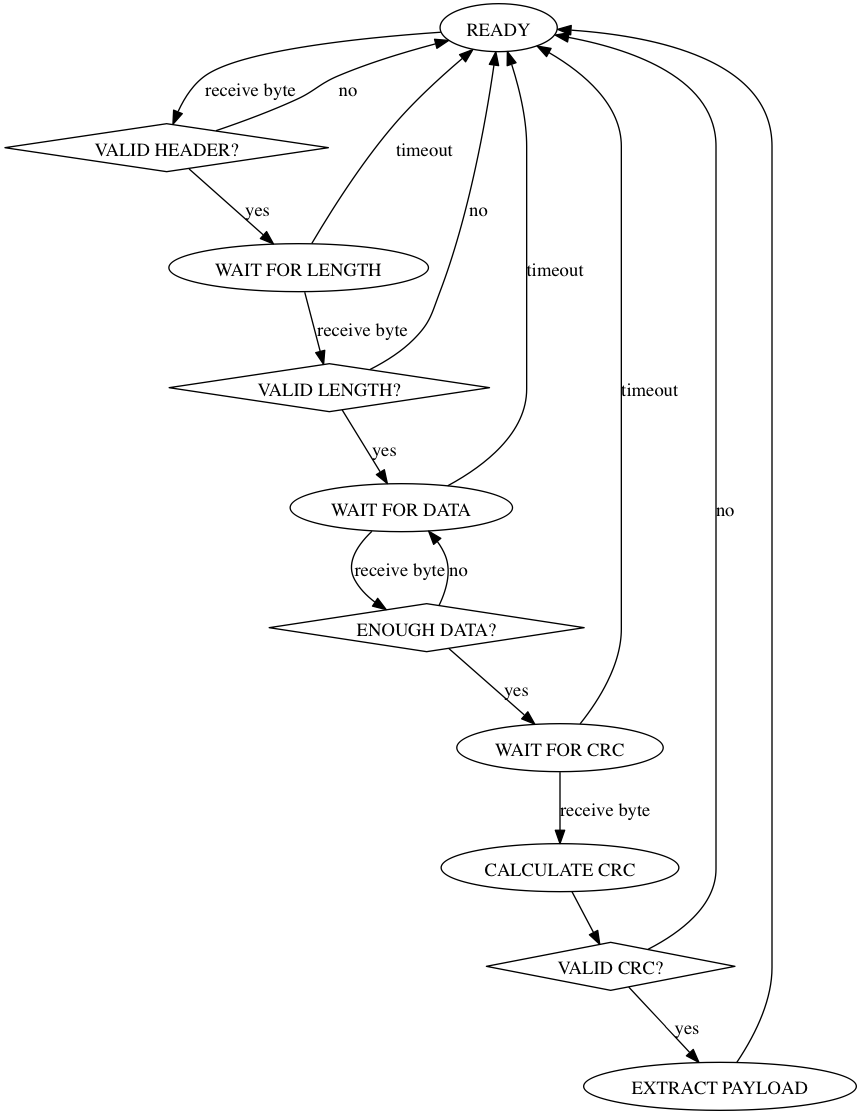 READY
receive byte
no
VALID HEADER?
timeout
yes
no
WAIT FOR LENGTH
timeout
receive byte
VALID LENGTH?
timeout
yes
WAIT FOR DATA
no
receive byte
no
ENOUGH DATA?
yes
WAIT FOR CRC
receive byte
CALCULATE CRC
VALID CRC?
yes
EXTRACT PAYLOAD